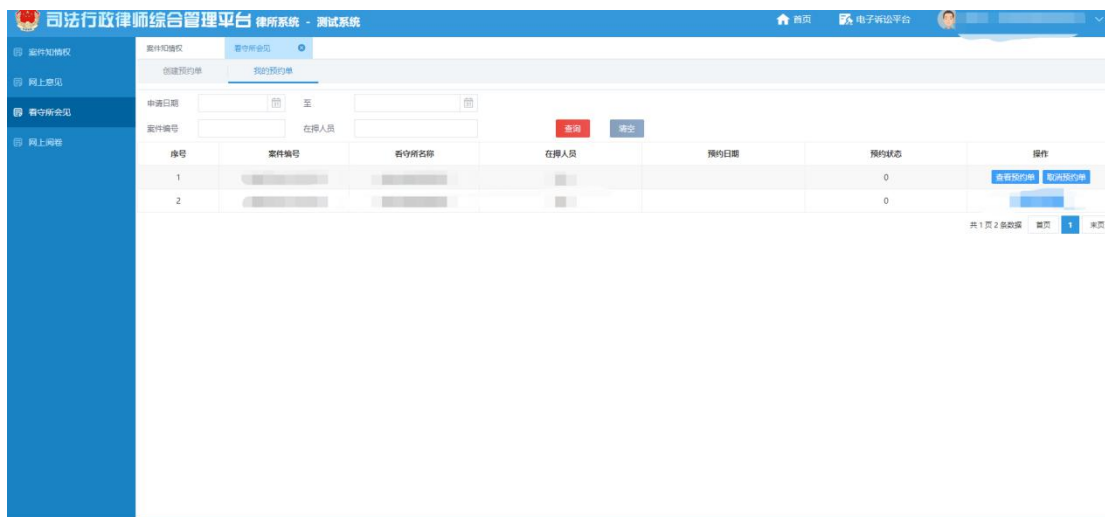 司法行政律师综合管理平台 律所系统 - 测试系统
首页 电子诉讼平台
案件知情权
网上意见
看守所会见
网上阅卷
案件知情权 看守所会见
创建预约单 我的预约单
申请日期 至
案件编号 在押人员 查询 清空
序号 案件编号 看守所名称 在押人员 预约日期 预约状态 操作
1 0 查看预约单 取消预约单
2 0
共 1 页 2 条数据 首页 1 末页